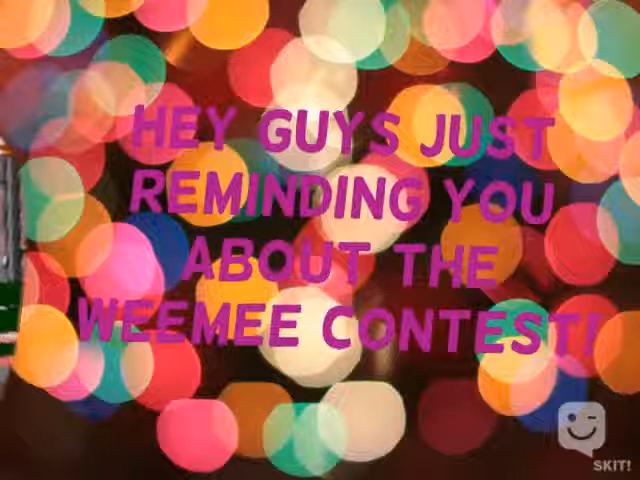 HEY GUYS JUST
REMINDING YOU
ABOUT THE
WEEMEE CONTEST!
SKIT!